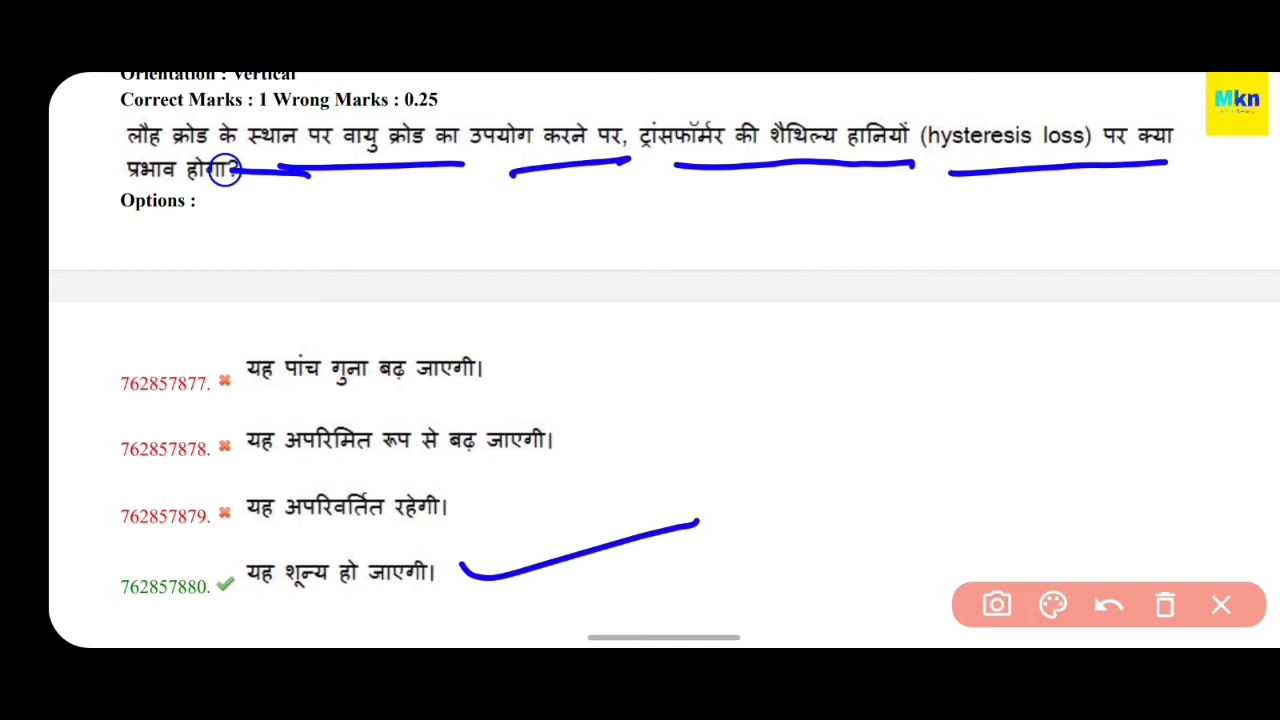 Orientation : Vertical
Correct Marks : 1 Wrong Marks : 0.25
लौह क्रोड के स्थान पर वायु क्रोड का उपयोग करने पर, ट्रांसफॉर्मर की शैथिल्य हानियों (hysteresis loss) पर क्या
प्रभाव होगा?
Options :
762857877. यह पांच गुना बढ़ जाएगी।
762857878. यह अपरिमित रूप से बढ़ जाएगी।
762857879. यह अपरिवर्तित रहेगी।
762857880. यह शून्य हो जाएगी।
Mkn